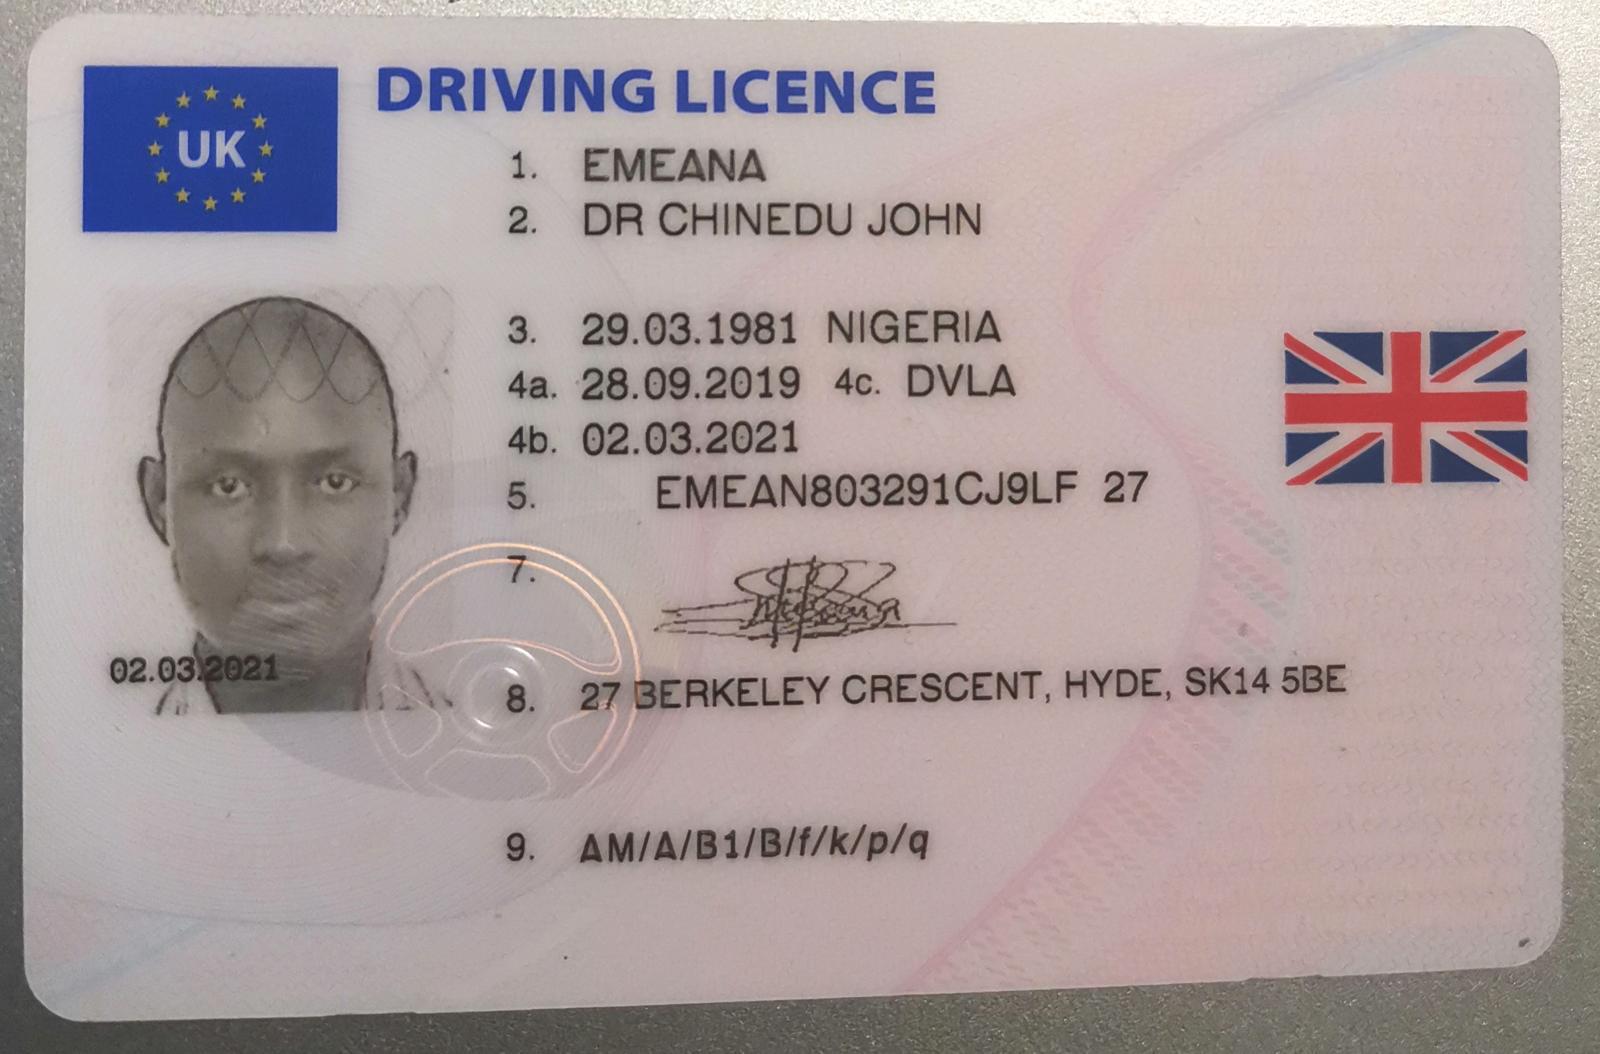 UK
DRIVING LICENCE
1. EMEANA
2. DR CHINEDU JOHN
3. 29.03.1981 NIGERIA
4a. 28.09.2019 4c. DVLA
4b. 02.03.2021
5. EMEAN803291CJ9LF 27
7.
02.03.2021
8. 27 BERKELEY CRESCENT, HYDE, SK14 5BE
9. AM/A/B1/B/f/k/p/q